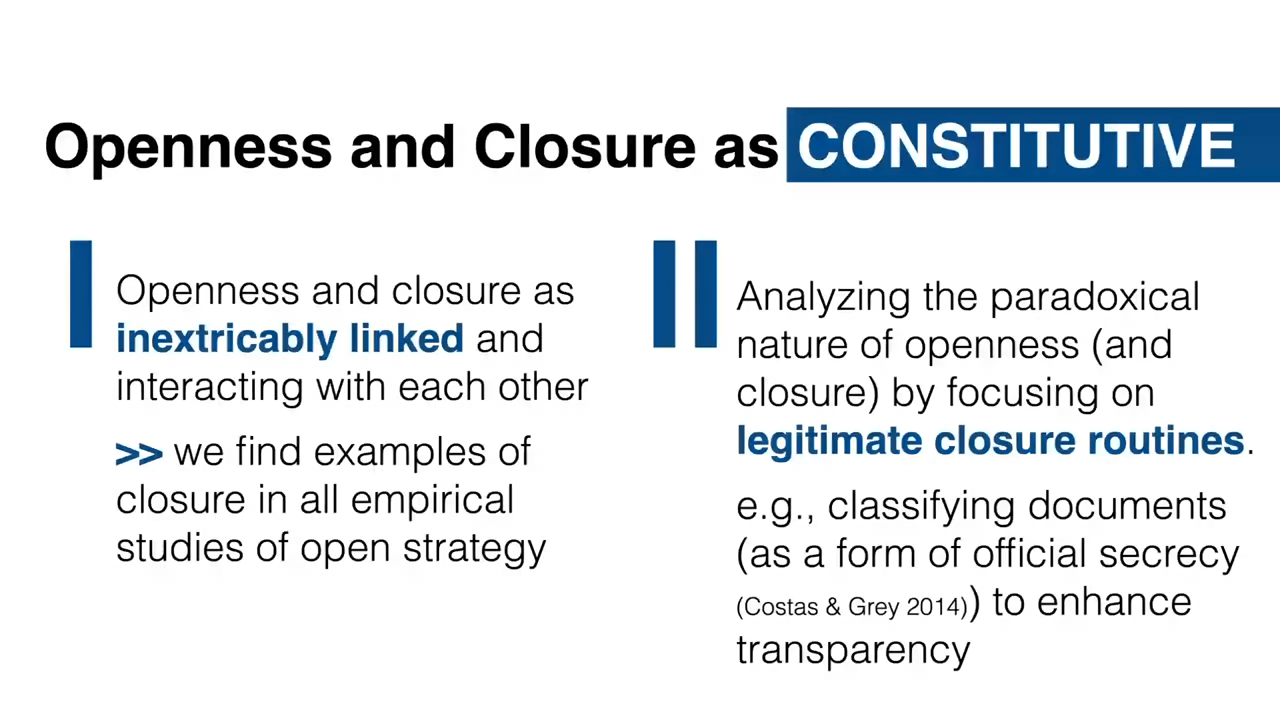 Openness and Closure as CONSTITUTIVE
I
Openness and closure as
inextricably linked and
interacting with each other
>> we find examples of
closure in all empirical
studies of open strategy
II
Analyzing the paradoxical
nature of openness (and
closure) by focusing on
legitimate closure routines.
e.g., classifying documents
(as a form of official secrecy
(Costas & Grey 2014)) to enhance
transparency